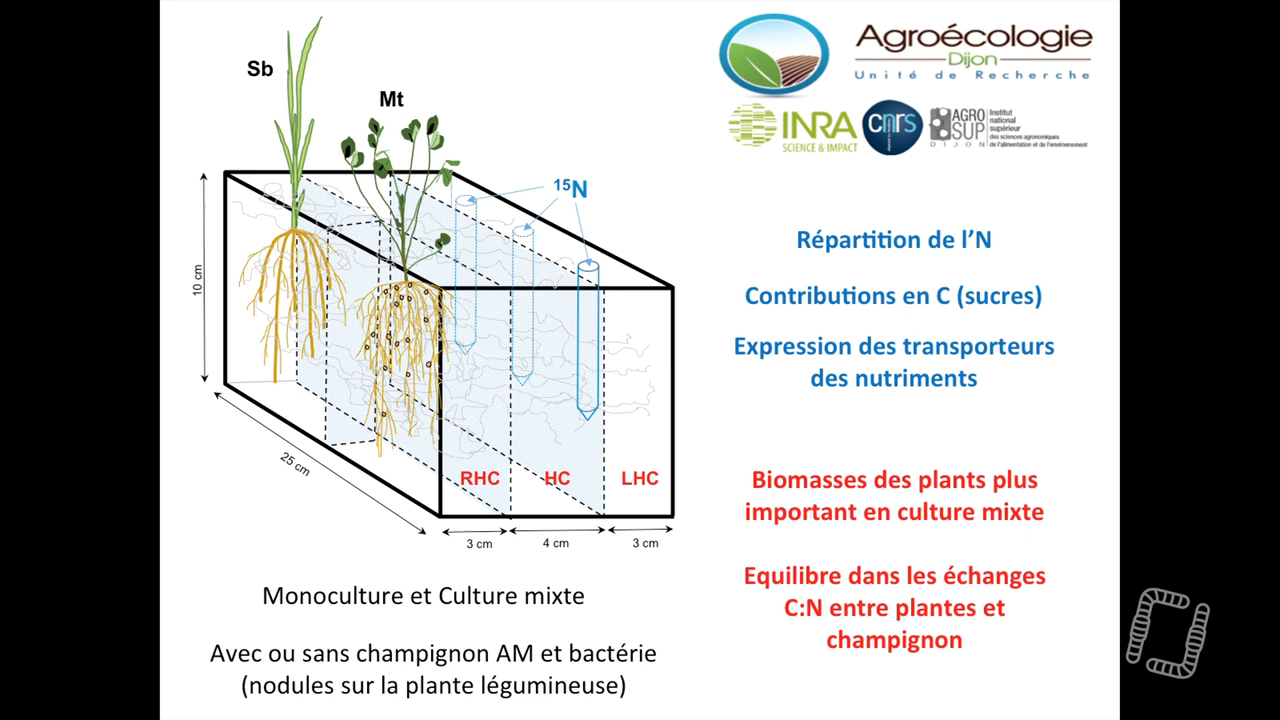 Sb
Mt
15N
10 cm
25 cm
RHC
HC
LHC
3 cm
4 cm
3 cm
Monoculture et Culture mixte
Avec ou sans champignon AM et bactérie
(nodules sur la plante légumineuse)
Agroécologie
Dijon
Unité de Recherche
INRA
SCIENCE & IMPACT
cnrs
AGRO
SUP
DIJON
Institut
national
supérieur
des sciences agronomiques
de l'alimentation et de l'environnement
Répartition de l'N
Contributions en C (sucres)
Expression des transporteurs
des nutriments
Biomasses des plants plus
important en culture mixte
Equilibre dans les échanges
C:N entre plantes et
champignon